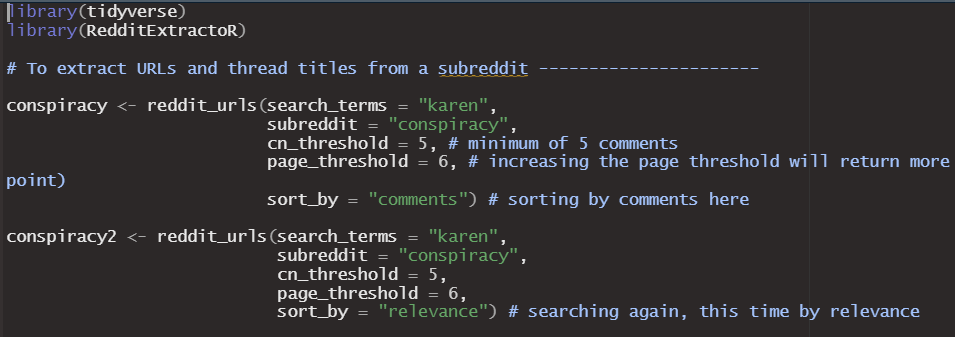 library(tidyverse)
library(RedditExtractoR)
# To extract URLs and thread titles from a subreddit ----------------------
conspiracy <- reddit_urls(search_terms = "karen",
subreddit = "conspiracy",
cn_threshold = 5, # minimum of 5 comments
page_threshold = 6, # increasing the page threshold will return more
point)
sort_by = "comments") # sorting by comments here
conspiracy2 <- reddit_urls(search_terms = "karen",
subreddit = "conspiracy",
cn_threshold = 5,
page_threshold = 6,
sort_by = "relevance") # searching again, this time by relevance